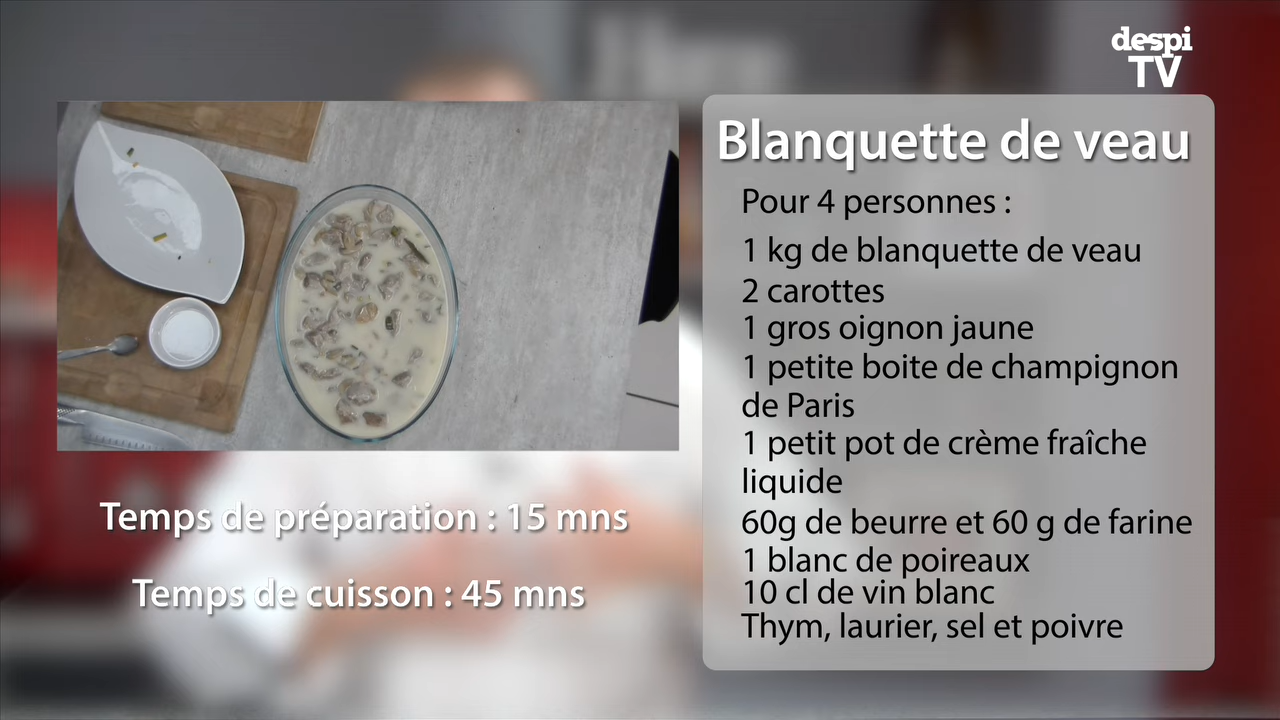 despi
TV
Blanquette de veau
Pour 4 personnes :
1 kg de blanquette de veau
2 carottes
1 gros oignon jaune
1 petite boite de champignon
de Paris
1 petit pot de crème fraîche
liquide
60g de beurre et 60 g de farine
1 blanc de poireaux
10 cl de vin blanc
Thym, laurier, sel et poivre
Temps de préparation : 15 mns
Temps de cuisson : 45 mns